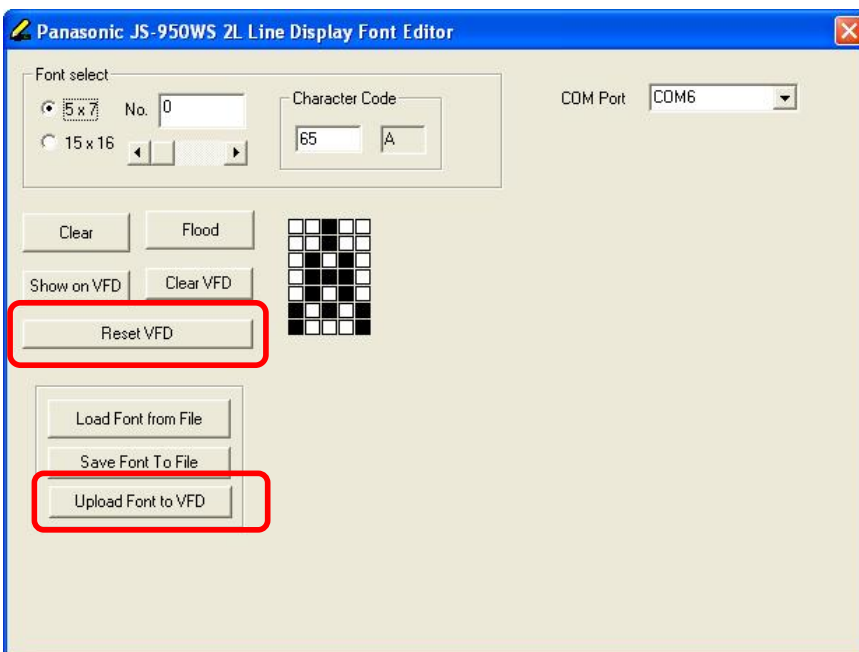 Panasonic JS-950WS 2L Line Display Font Editor
Font select
5 x 7 No. 0
15 x 16
Character Code
65 A
COM Port COM6
Clear Flood
Show on VFD Clear VFD
Reset VFD
Load Font from File
Save Font To File
Upload Font to VFD